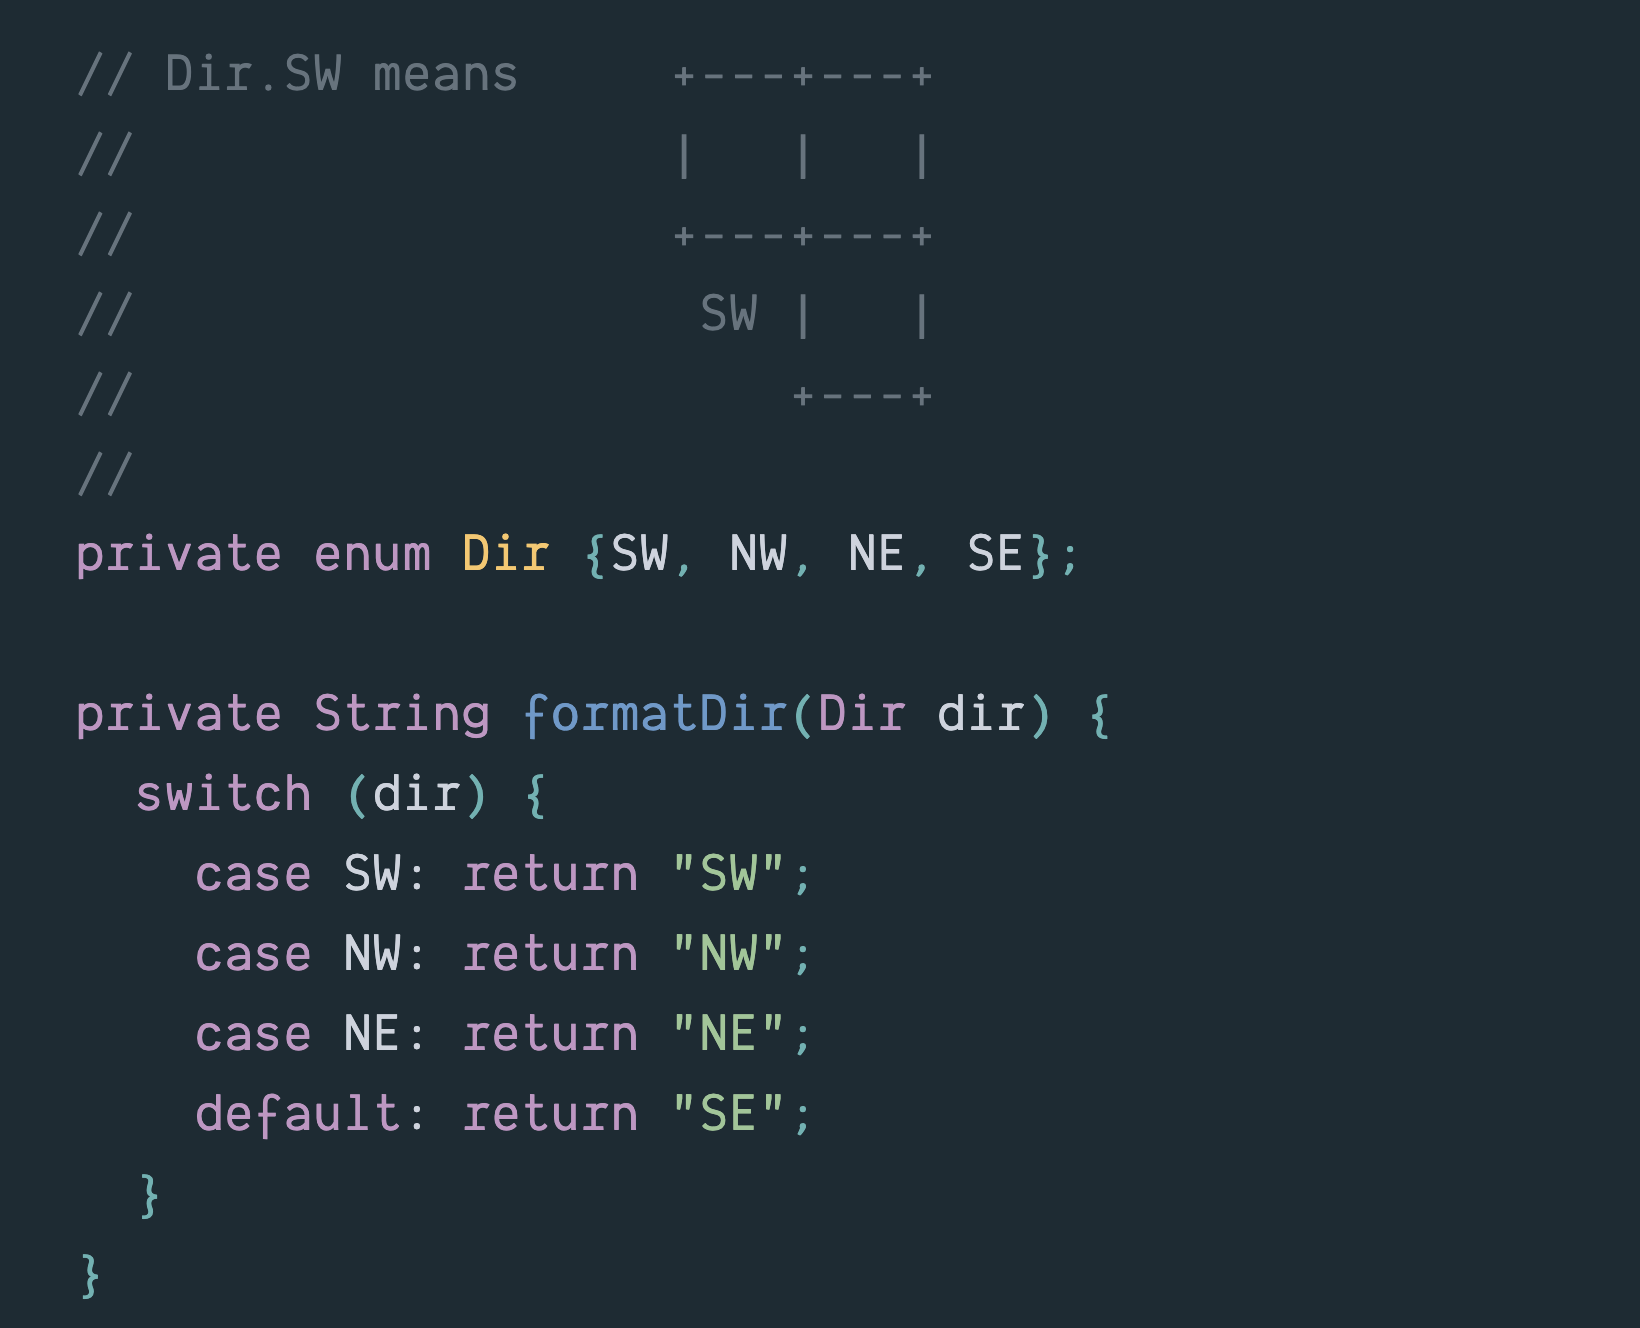 // Dir.SW means     +---+---+
//                  |   |   |
//                  +---+---+
//                   SW |   |
//                      +---+
//
private enum Dir {SW, NW, NE, SE};

private String formatDir(Dir dir) {
  switch (dir) {
    case SW: return "SW";
    case NW: return "NW";
    case NE: return "NE";
    default: return "SE";
  }
}